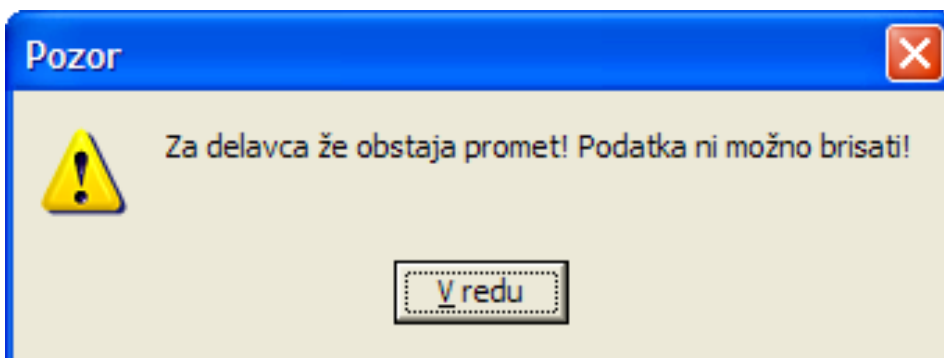 Pozor
Za delavca že obstaja promet! Podatka ni možno brisati!
V redu